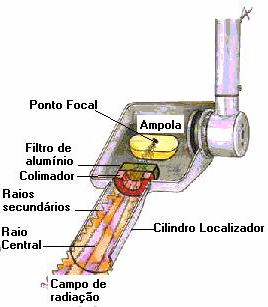 Ponto Focal
Ampola
Filtro de
alumínio
Colimador
Raios
secundários
Raio
Central
Cilindro Localizador
Campo de
radiação